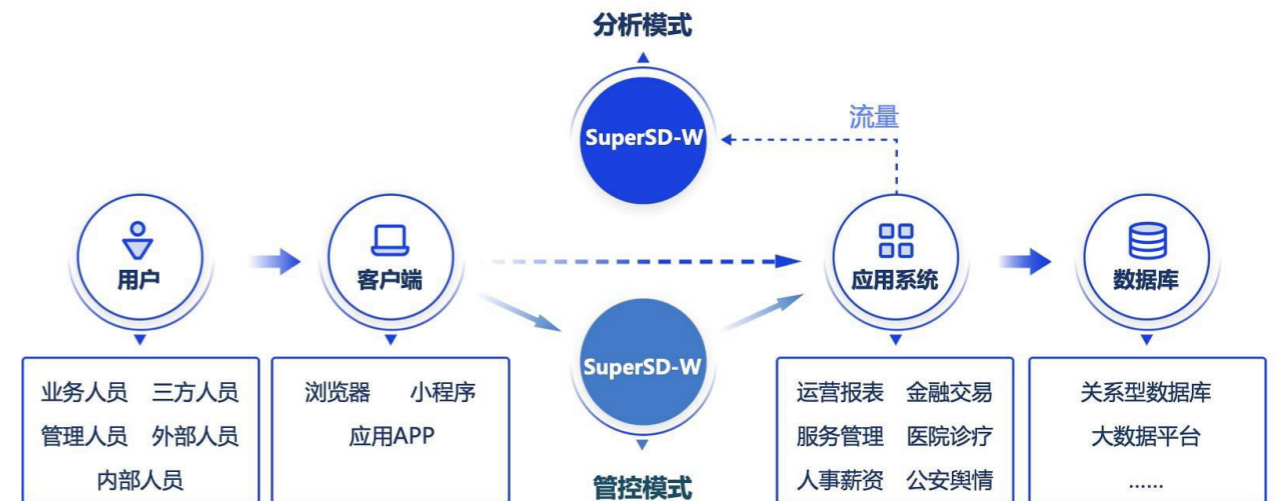 分析模式
SuperSD-W
流量
用户
客户端
应用系统
数据库
SuperSD-W
管控模式
业务人员 三方人员
管理人员 外部人员
内部人员
浏览器 小程序
应用APP
运营报表 金融交易
服务管理 医院诊疗
人事薪资 公安舆情
关系型数据库
大数据平台
......